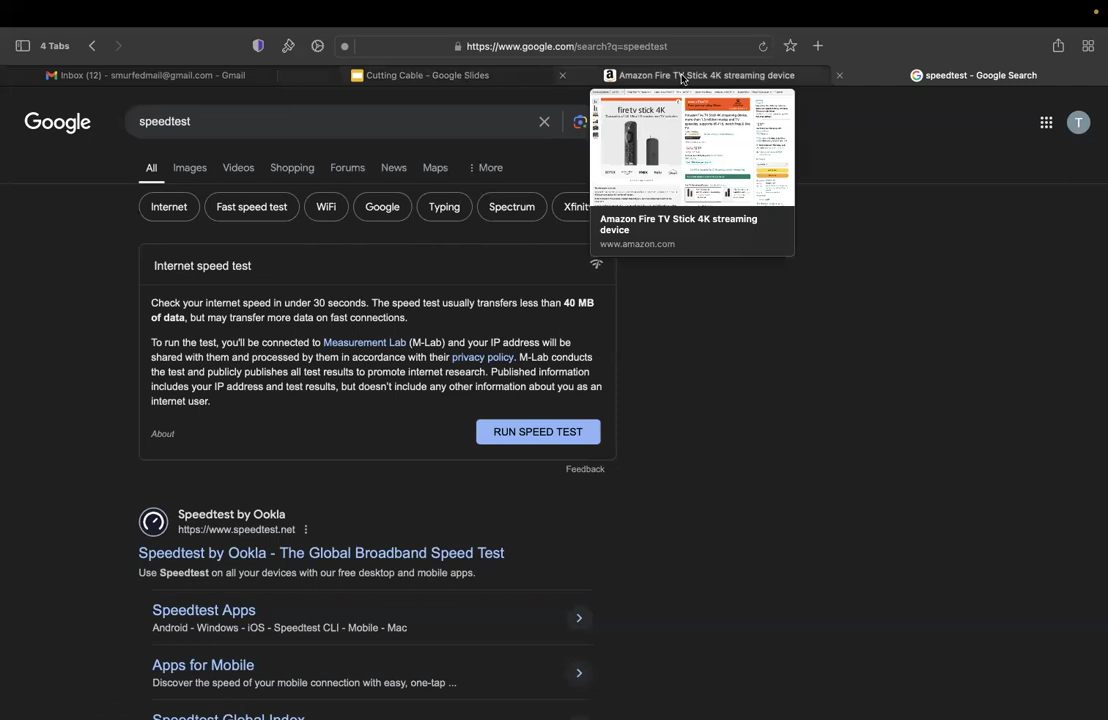 4 Tabs
https://www.google.com/search?q=speedtest
Inbox (12) - smurfedmail@gmail.com - Gmail
Cutting Cable - Google Slides
Amazon Fire TV Stick 4K streaming device
speedtest - Google Search
Google
speedtest
T
fire tv stick 4K
All
Images
Videos
Shopping
Forums
News
Maps
More
Internet
Fast speed test
WiFi
Google
Typing
Spectrum
Xfinit
Amazon Fire TV Stick 4K streaming
device
www.amazon.com
Internet speed test
Check your internet speed in under 30 seconds. The speed test usually transfers less than 40 MB
of data, but may transfer more data on fast connections.
To run the test, you'll be connected to Measurement Lab (M-Lab) and your IP address will be
shared with them and processed by them in accordance with their privacy policy. M-Lab conducts
the test and publicly publishes all test results to promote internet research. Published information
includes your IP address and test results, but doesn't include any other information about you as an
internet user.
About
RUN SPEED TEST
Feedback
Speedtest by Ookla
https://www.speedtest.net
Speedtest by Ookla - The Global Broadband Speed Test
Use Speedtest on all your devices with our free desktop and mobile apps.
Speedtest Apps
Android - Windows - iOS - Speedtest CLI - Mobile - Mac
Apps for Mobile
Discover the speed of your mobile connection with easy, one-tap ...
Speedtest Global Index